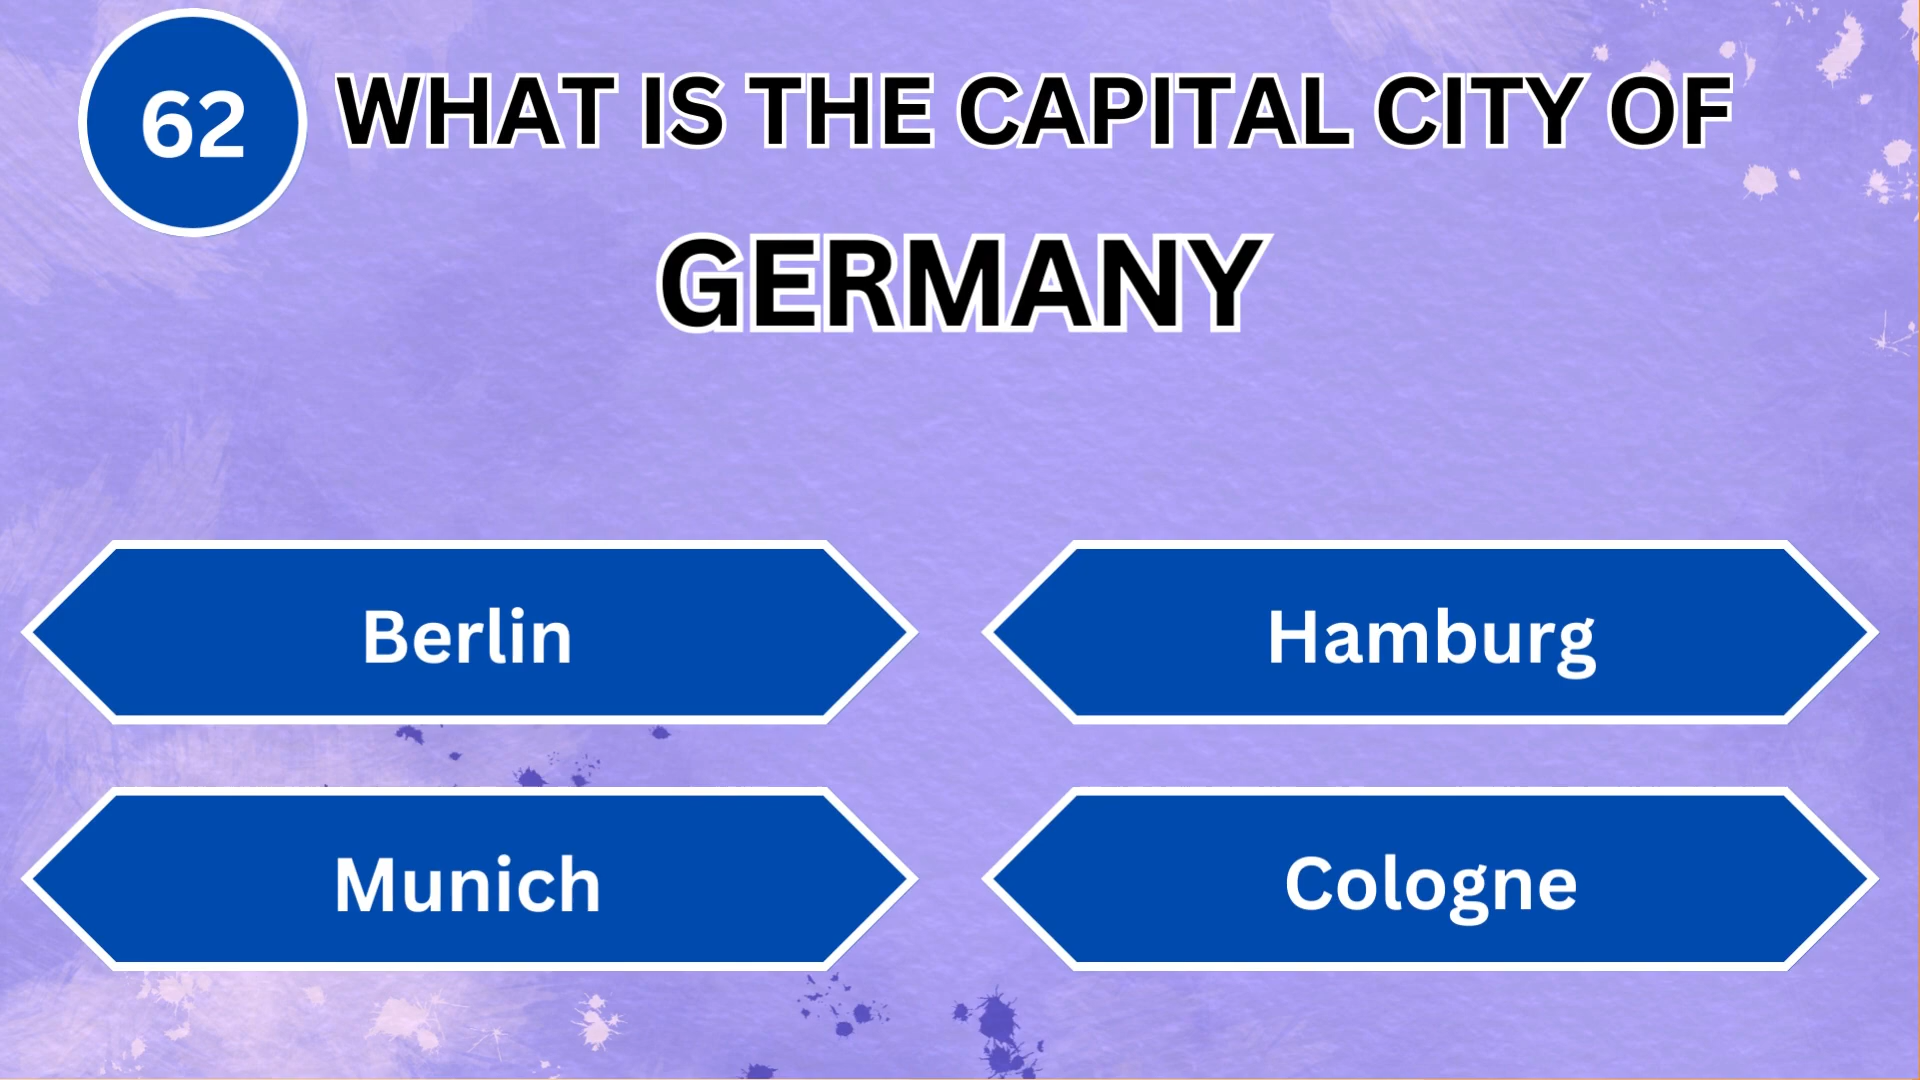 62
WHAT IS THE CAPITAL CITY OF
GERMANY
Berlin
Hamburg
Munich
Cologne